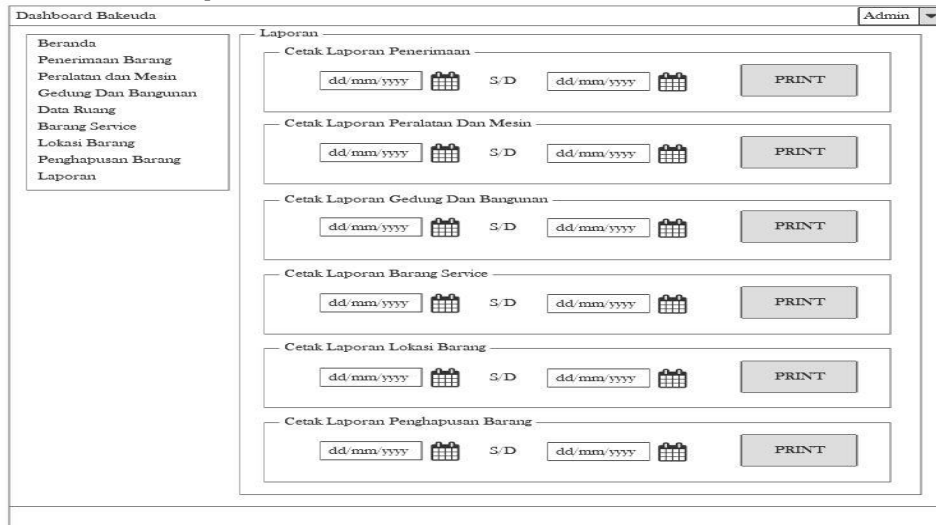 Dashboard Bakeuda
Admin
Beranda
Penerimaan Barang
Peralatan dan Mesin
Gedung Dan Bangunan
Data Ruang
Barang Service
Lokasi Barang
Penghapusan Barang
Laporan
Laporan
Cetak Laporan Penerimaan
dd/mm/yyyy S/D dd/mm/yyyy PRINT
Cetak Laporan Peralatan Dan Mesin
dd/mm/yyyy S/D dd/mm/yyyy PRINT
Cetak Laporan Gedung Dan Bangunan
dd/mm/yyyy S/D dd/mm/yyyy PRINT
Cetak Laporan Barang Service
dd/mm/yyyy S/D dd/mm/yyyy PRINT
Cetak Laporan Lokasi Barang
dd/mm/yyyy S/D dd/mm/yyyy PRINT
Cetak Laporan Penghapusan Barang
dd/mm/yyyy S/D dd/mm/yyyy PRINT